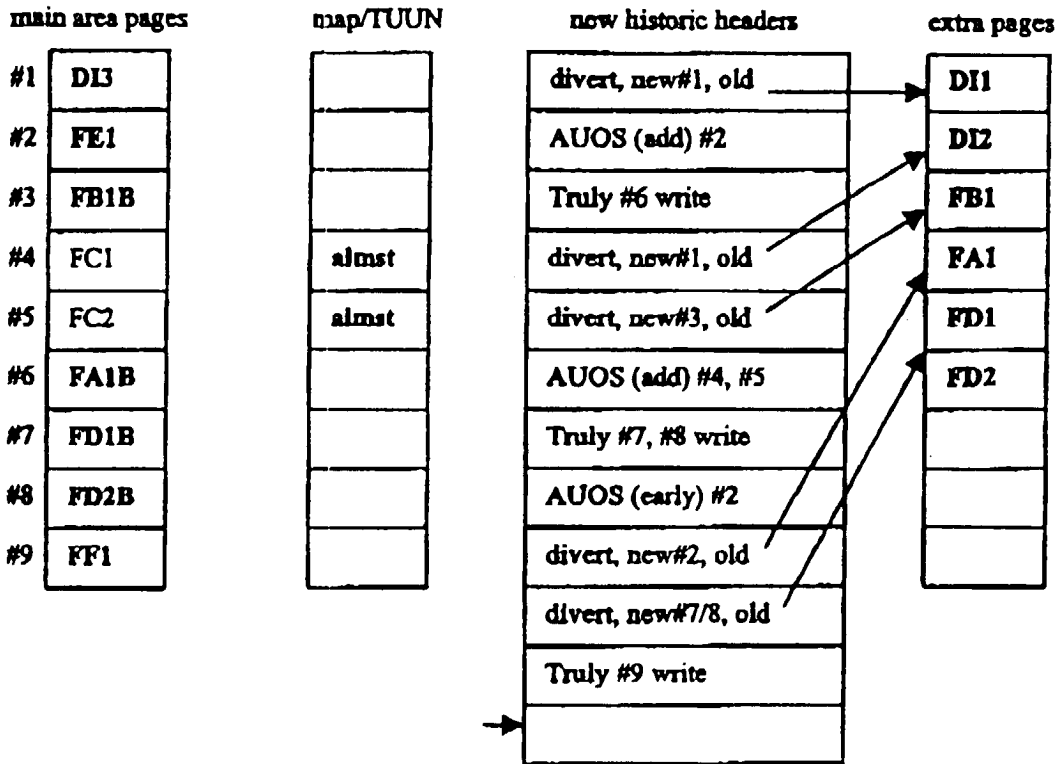 main area pages
map/TUUN
now historic headers
extra pages
#1 DI3
divert, new#1, old
DI1
#2 FE1
AUOS (add) #2
DI2
#3 FB1B
Truly #6 write
FB1
#4 FC1
almst
divert, new#1, old
FA1
#5 FC2
almst
divert, new#3, old
FD1
#6 FA1B
AUOS (add) #4, #5
FD2
#7 FD1B
Truly #7, #8 write
#8 FD2B
AUOS (early) #2
#9 FF1
divert, new#2, old
divert, new#7/8, old
Truly #9 write